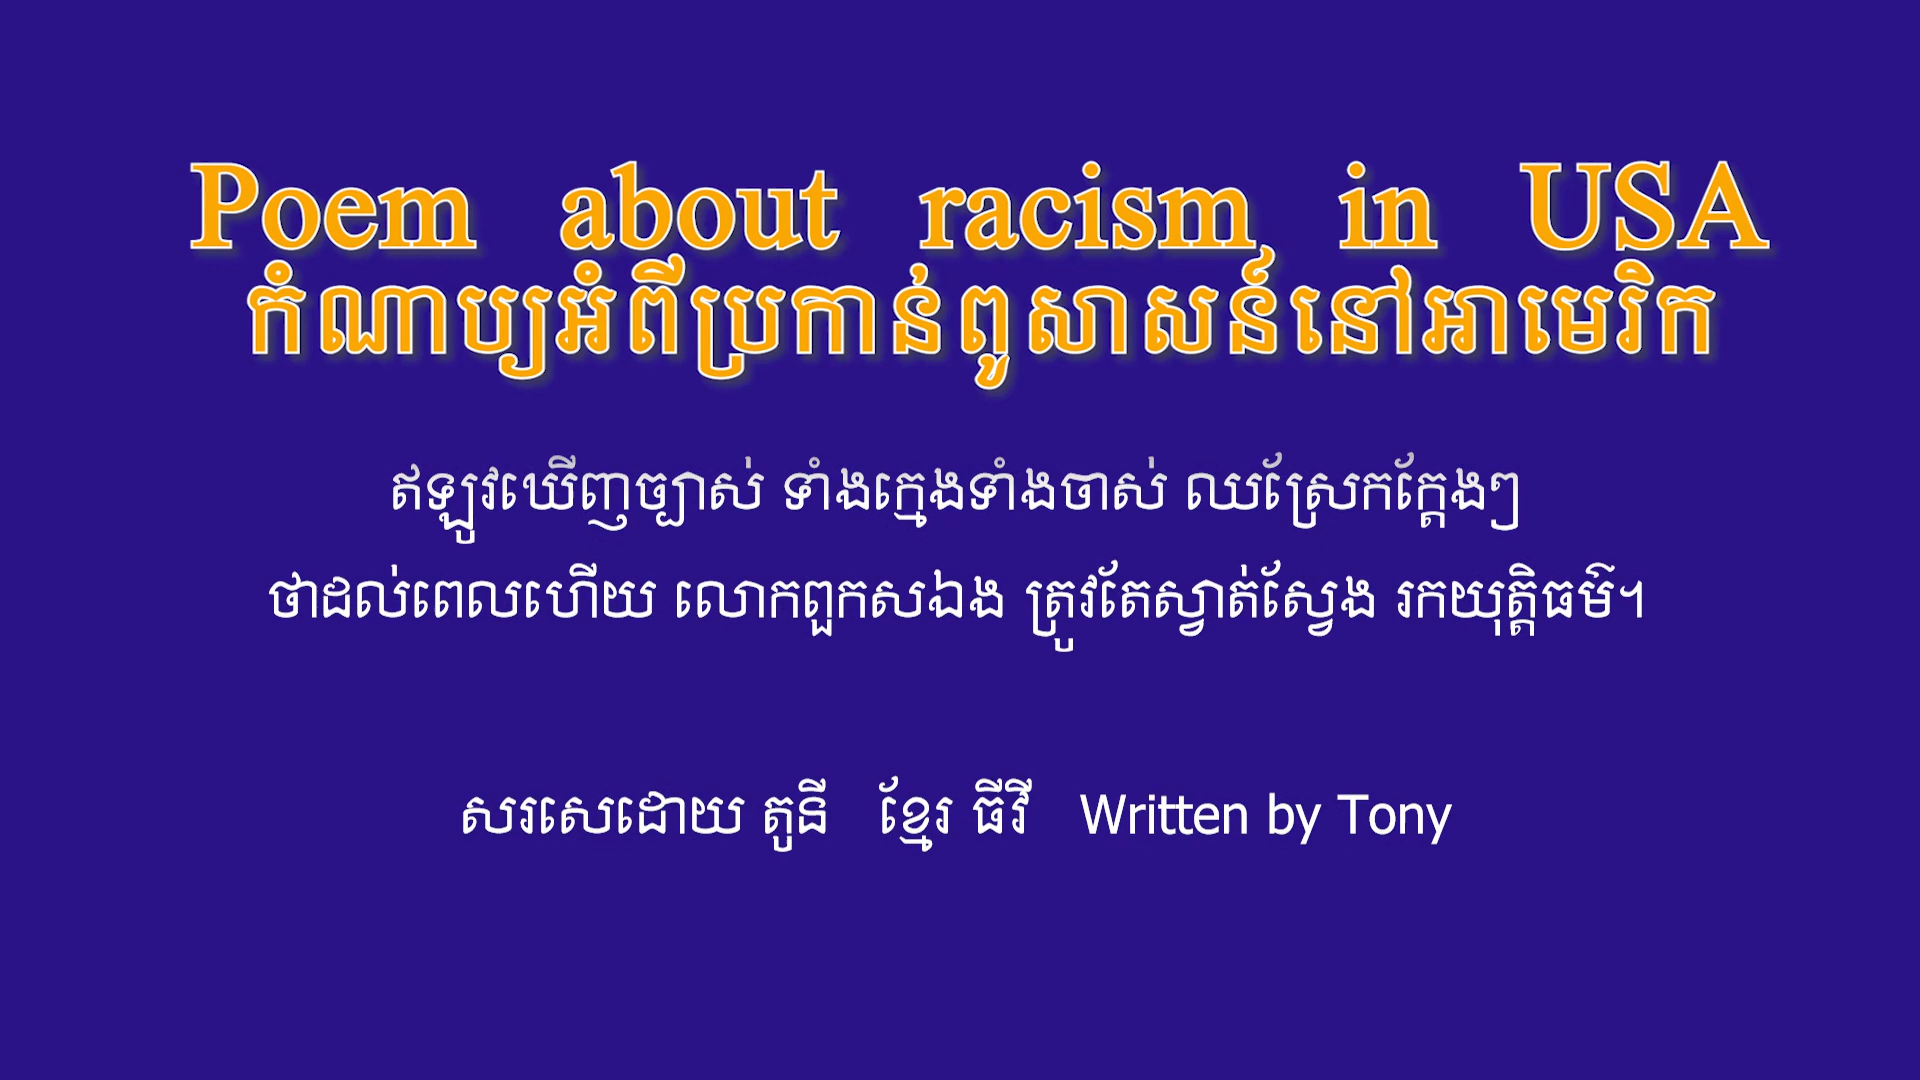 Poem about racism in USA
កំណាប្យអំពីប្រកាន់ពូសាសន៍នៅអាមេរិក
ឥឡូវឃើញច្បាស់ ទាំងក្មេងទាំងចាស់ ឈស្រែកក្តែងៗ
ថាដល់ពេលហើយ លោកពួកសឯង ត្រូវតែស្វាត់ស្វែង រកយុត្តិធម៌។
សរសេដោយ តូនី ខ្មែរ ធីវី Written by Tony